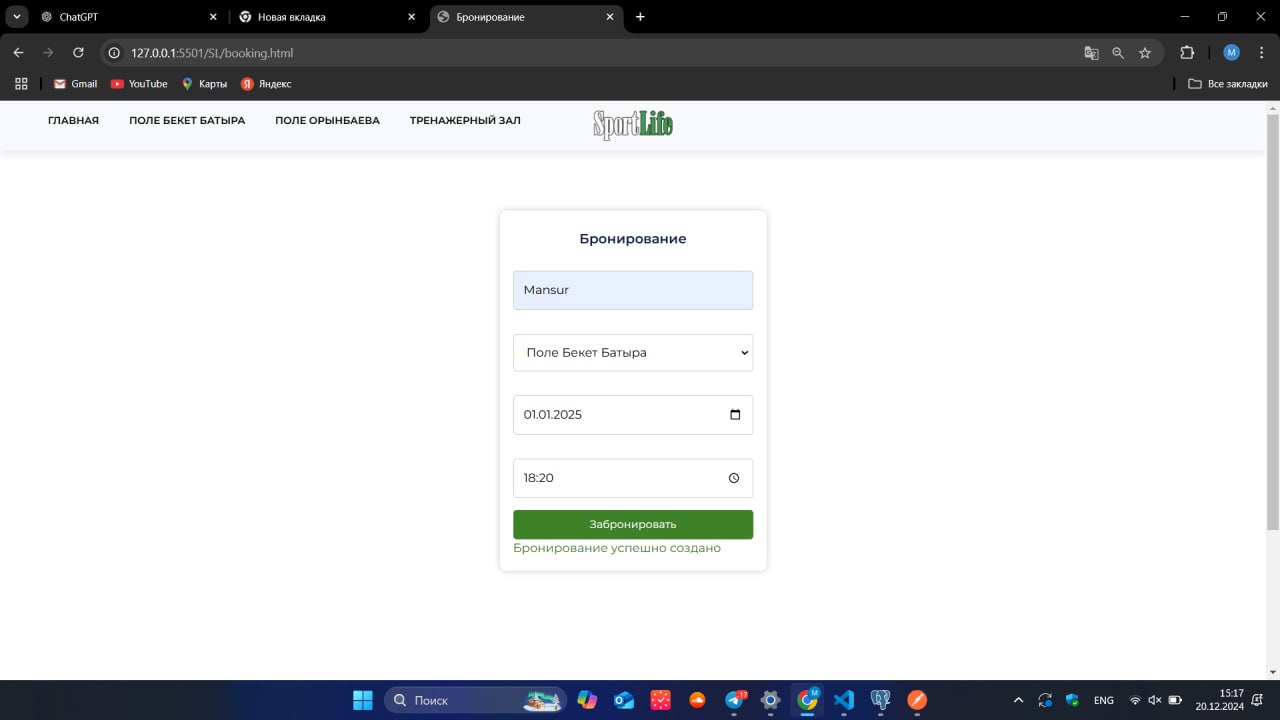 ChatGPT
Новая вкладка
Бронирование
127.0.0.1:5501/SL/booking.html
M
Gmail
YouTube
Карты
Яндекс
Все закладки
ГЛАВНАЯ
ПОЛЕ БЕКЕТ БАТЫРА
ПОЛЕ ОРЫНБАЕВА
ТРЕНАЖЕРНЫЙ ЗАЛ
SportLife
Бронирование
Mansur
Поле Бекет Батыра
01.01.2025
18:20
Забронировать
Бронирование успешно создано
Поиск
17
M
ENG
15:17
20.12.2024